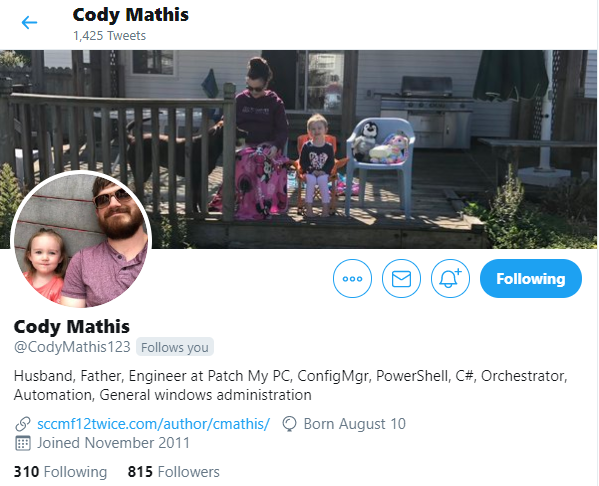 Cody Mathis
1,425 Tweets
Following
Cody Mathis
@CodyMathis123 Follows you
Husband, Father, Engineer at Patch My PC, ConfigMgr, PowerShell, C#, Orchestrator,
Automation, General windows administration
sccmf12twice.com/author/cmathis/ Born August 10
Joined November 2011
310 Following 815 Followers